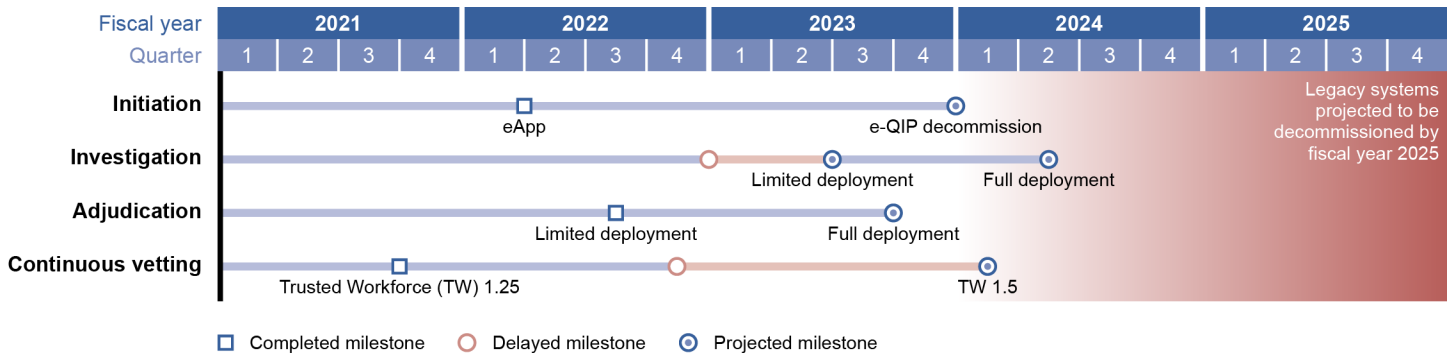 Fiscal year 2021 2022 2023 2024 2025
Quarter 1 2 3 4 1 2 3 4 1 2 3 4 1 2 3 4 1 2 3 4
Initiation
eApp e-QIP decommission
Legacy systems
projected to be
decommissioned by
fiscal year 2025
Investigation
Limited deployment Full deployment
Adjudication
Limited deployment Full deployment
Continuous vetting
Trusted Workforce (TW) 1.25 TW 1.5
Completed milestone Delayed milestone Projected milestone